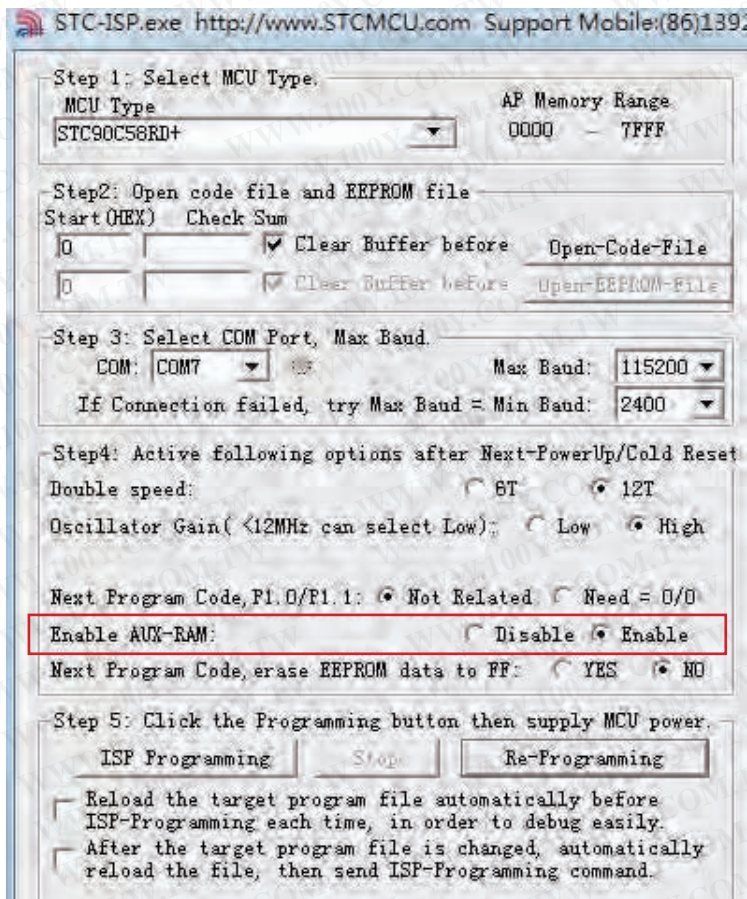 STC-ISP.exe http://www.STCMCU.com Support Mobile:(86)1392
Step 1: Select MCU Type.
MCU Type AP Memory Range
STC90C58RD+ 0000 - 7FFF
Step2: Open code file and EEPROM file
Start(HEX) Check Sum
0 Clear Buffer before Open-Code-File
0 Clear Buffer before Open-EEPROM-File
Step 3: Select COM Port, Max Baud.
COM: COM7 Max Baud: 115200
If Connection failed, try Max Baud = Min Baud: 2400
Step4: Active following options after Next-PowerUp/Cold Reset
Double speed: 6T 12T
Oscillator Gain( <12MHz can select Low): Low High
Next Program Code,P1.0/P1.1: Not Related Need = 0/0
Enable AUX-RAM: Disable Enable
Next Program Code,erase EEPROM data to FF: YES NO
Step 5: Click the Programming button then supply MCU power.
ISP Programming Stop Re-Programming
Reload the target program file automatically before
ISP-Programming each time, in order to debug easily.
After the target program file is changed, automatically
reload the file, then send ISP-Programming command.